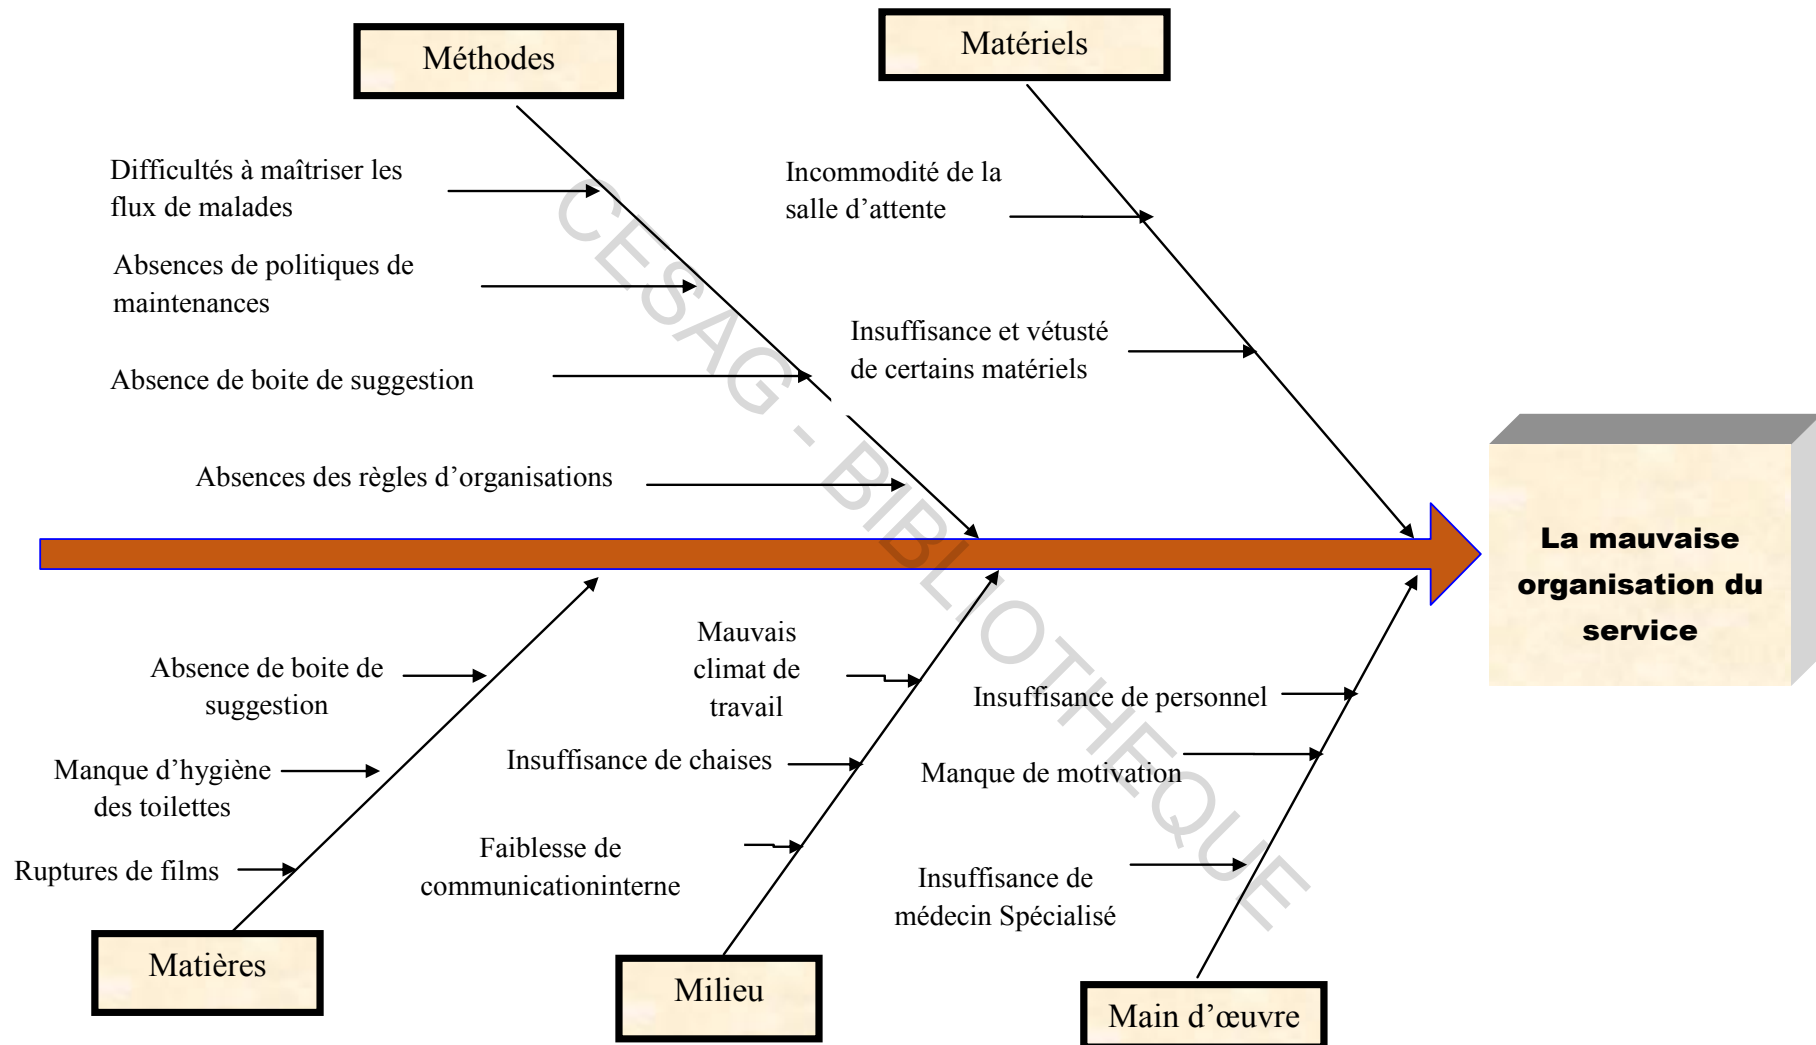 Méthodes
Matériels
Difficultés à maîtriser les
flux de malades
Absences de politiques de
maintenances
Absence de boite de suggestion
Absences des règles d’organisations
Incommodité de la
salle d’attente
Insuffisance et vétusté
de certains matériels
La mauvaise
organisation du
service
Absence de boite de
suggestion
Manque d’hygiène
des toilettes
Ruptures de films
Matières
Mauvais
climat de
travail
Insuffisance de chaises
Faiblesse de
communicationinterne
Milieu
Insuffisance de personnel
Manque de motivation
Insuffisance de
médecin Spécialisé
Main d’œuvre
CESAG - BIBLIOTHEQUE